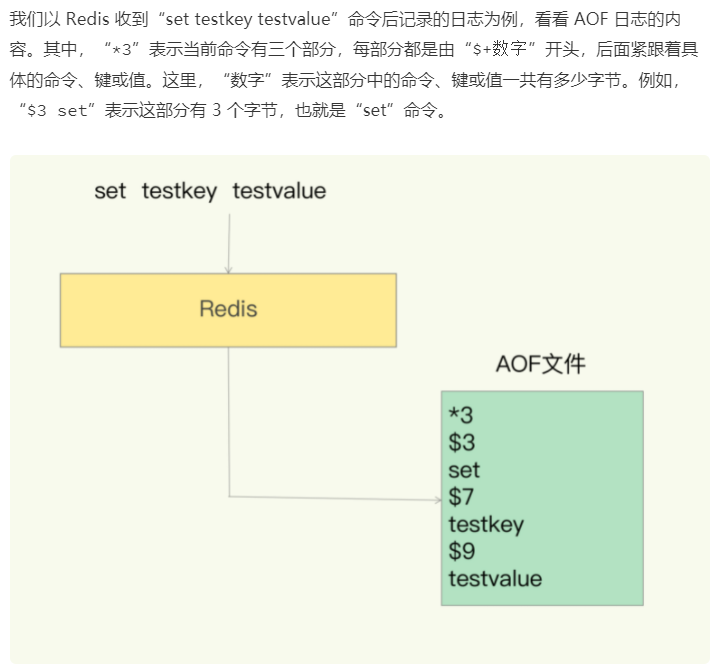 我们以 Redis 收到“set testkey testvalue”命令后记录的日志为例，看看 AOF 日志的内
容。其中，“*3”表示当前命令有三个部分，每部分都是由“$+数字”开头，后面紧跟着具
体的命令、键或值。这里，“数字”表示这部分中的命令、键或值一共有多少字节。例如，
“$3 set”表示这部分有 3 个字节，也就是“set”命令。
set testkey testvalue
Redis
AOF文件
*3
$3
set
$7
testkey
$9
testvalue